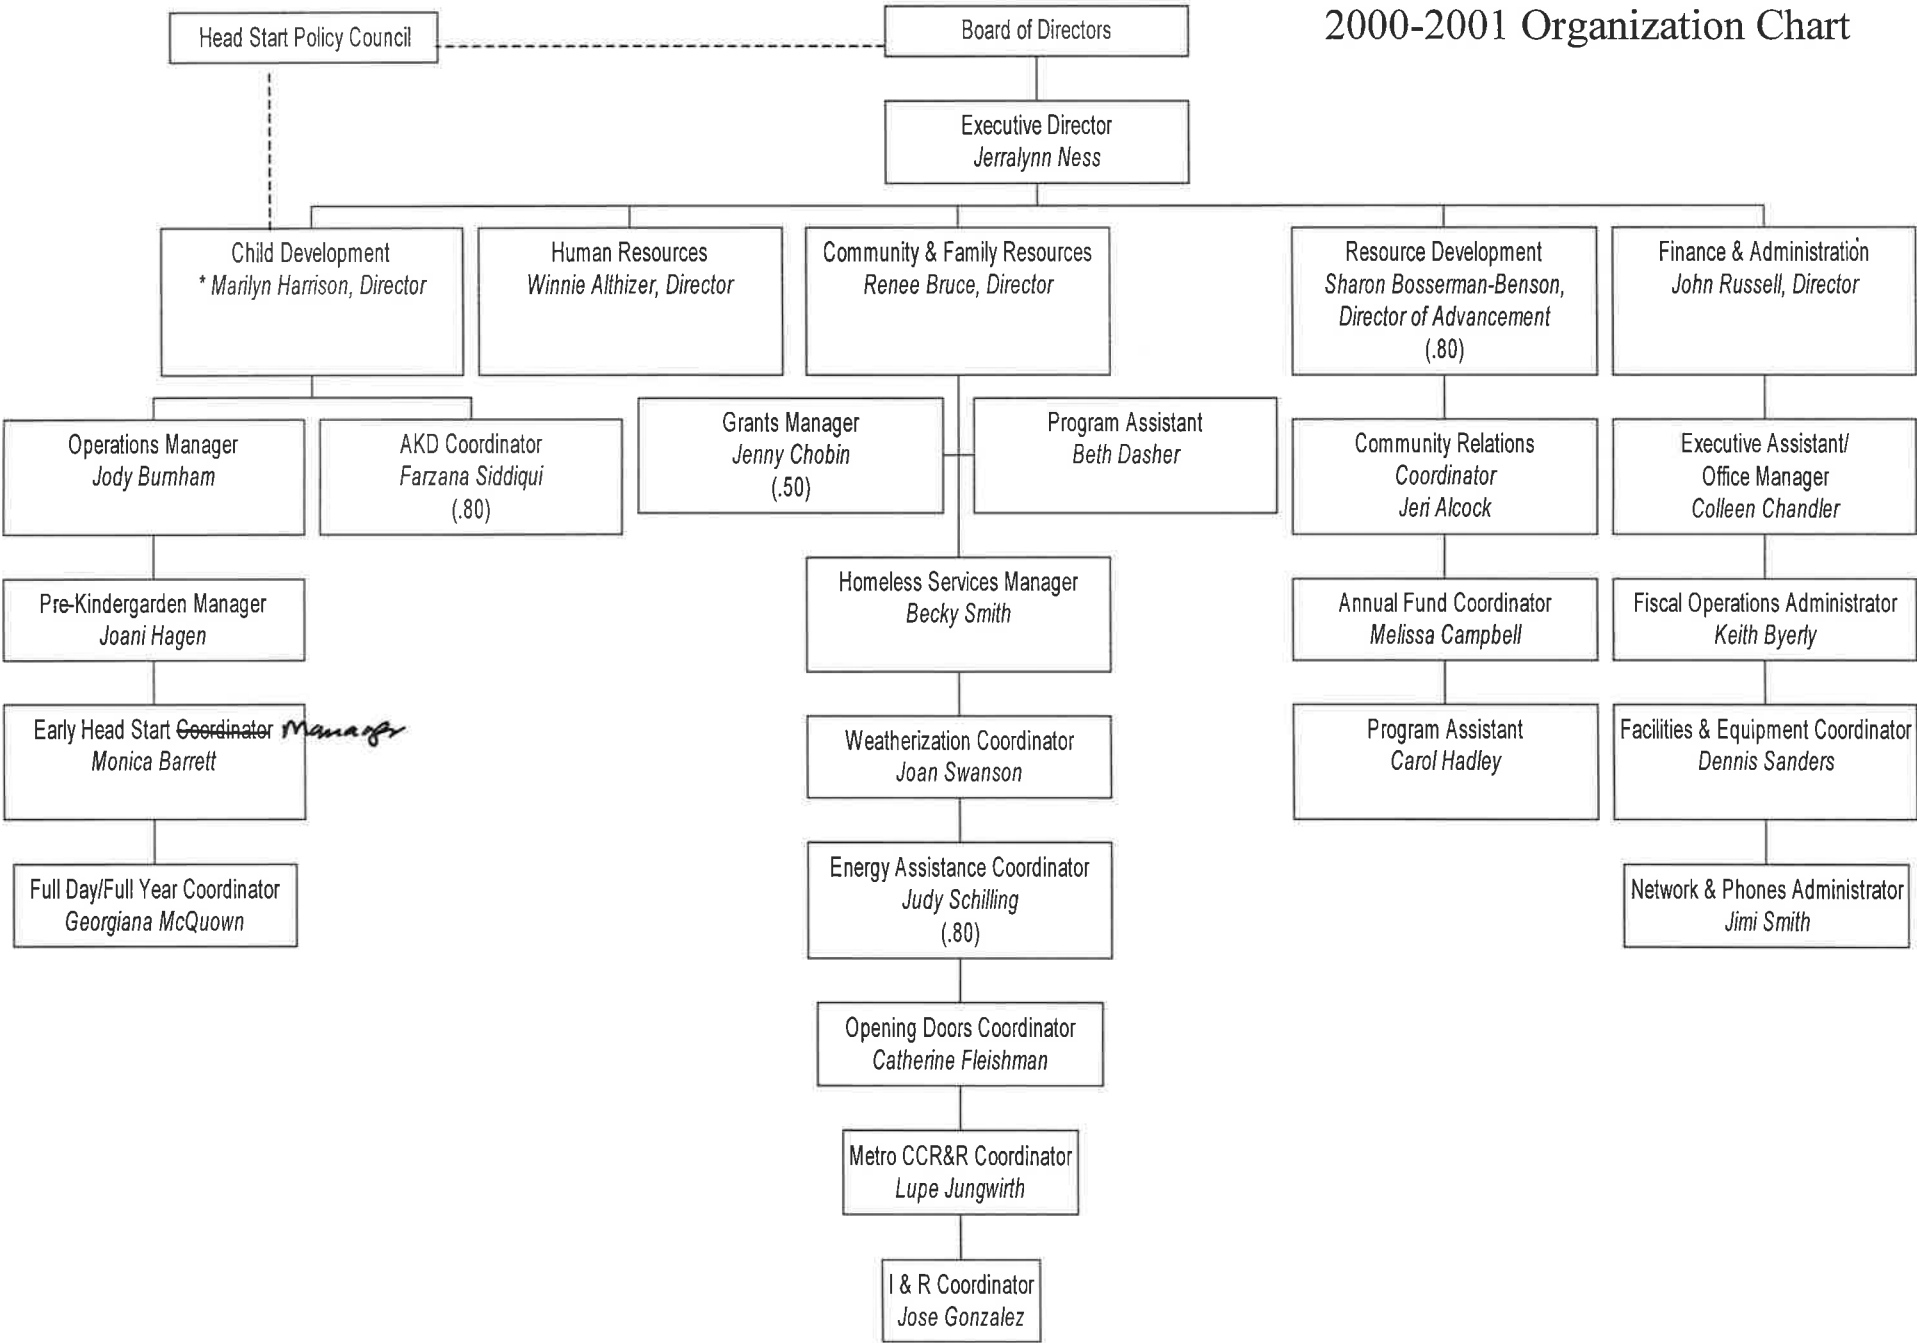 2000-2001 Organization Chart
Head Start Policy Council
Board of Directors
Executive Director
Jerralynn Ness
Child Development
* Marilyn Harrison, Director
Human Resources
Winnie Althizer, Director
Community & Family Resources
Renee Bruce, Director
Resource Development
Sharon Bosserman-Benson,
Director of Advancement
(.80)
Finance & Administration
John Russell, Director
Operations Manager
Jody Burnham
AKD Coordinator
Farzana Siddiqui
(.80)
Grants Manager
Jenny Chobin
(.50)
Program Assistant
Beth Dasher
Community Relations
Coordinator
Jeri Alcock
Executive Assistant/
Office Manager
Colleen Chandler
Pre-Kindergarden Manager
Joani Hagen
Homeless Services Manager
Becky Smith
Annual Fund Coordinator
Melissa Campbell
Fiscal Operations Administrator
Keith Byerly
Early Head Start Coordinator Manager
Monica Barrett
Weatherization Coordinator
Joan Swanson
Program Assistant
Carol Hadley
Facilities & Equipment Coordinator
Dennis Sanders
Full Day/Full Year Coordinator
Georgiana McQuown
Energy Assistance Coordinator
Judy Schilling
(.80)
Network & Phones Administrator
Jimi Smith
Opening Doors Coordinator
Catherine Fleishman
Metro CCR&R Coordinator
Lupe Jungwirth
I & R Coordinator
Jose Gonzalez